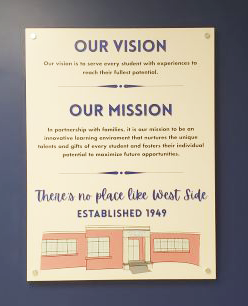 OUR VISION
Our vision is to serve every student with experiences to
reach their fullest potential.
OUR MISSION
In partnership with families, it is our mission to be an
innovative learning enviroment that nurtures the unique
talents and gifts of every student and fosters their individual
potential to maximize future opportunities.
There's no place like West Side
ESTABLISHED 1949